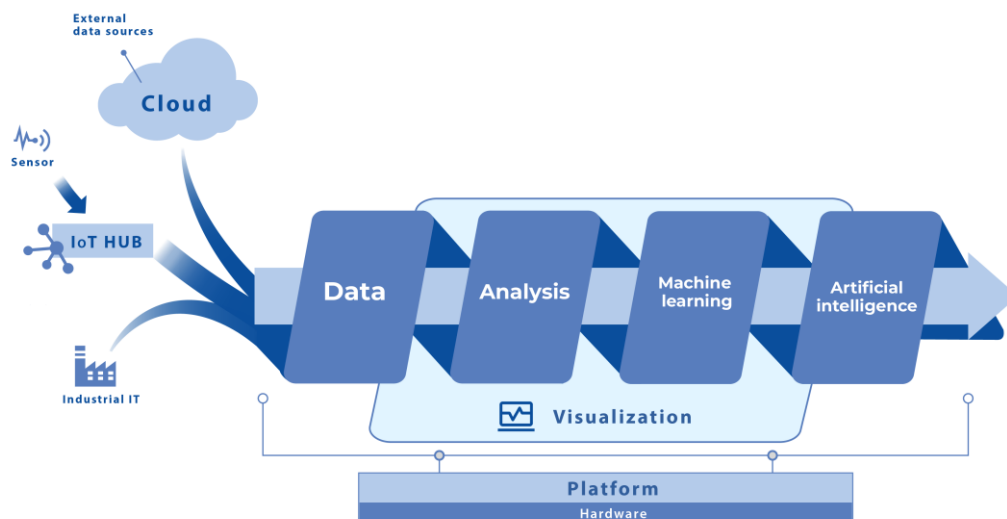 External
data sources
Cloud
Sensor
IoT HUB
Industrial IT
Data
Analysis
Machine
learning
Artificial
intelligence
Visualization
Platform
Hardware